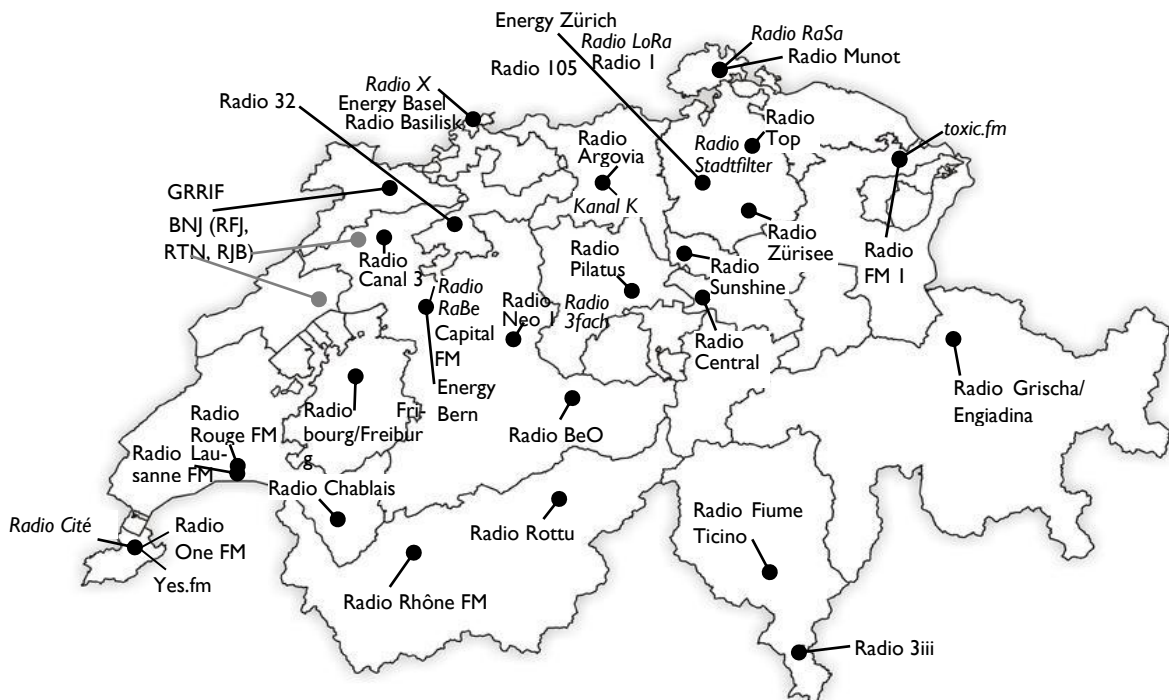 Energy Zürich
Radio LoRa
Radio 1
Radio 105
Radio RaSa
Radio Munot
Radio X
Energy Basel
Radio Basilisk
Radio 32
Radio
Argovia
Kanal K
Radio
Stadtfilter
Radio
Top
toxic.fm
GRRIF
BNJ (RFJ,
RTN, RJB)
Radio
Canal 3
Radio
Pilatus
Radio
3fach
Radio
Sunshine
Radio
Zürisee
Radio
FM 1
Radio
RaBe
Capital
FM
Energy
Bern
Radio
Neo 1
Radio
Central
Radio Grischa/
Engiadina
Radio Fri-
bourg/Freibur
g
Radio BeO
Radio
Rouge FM
Radio Lau-
sanne FM
Radio Chablais
Radio Rottu
Radio Fiume
Ticino
Radio Cité
Radio
One FM
Yes.fm
Radio Rhône FM
Radio 3iii